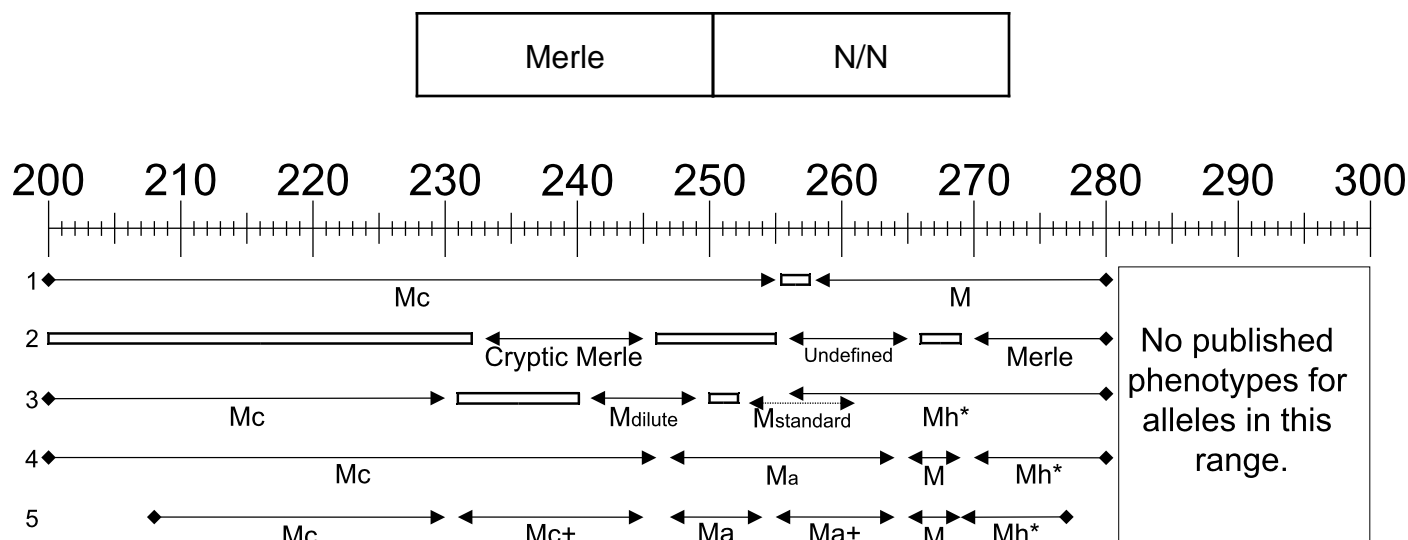 Merle N/N
200 210 220 230 240 250 260 270 280 290 300
1
Mc M
2
Cryptic Merle Undefined Merle
3
Mc Mdilute Mstandard Mh*
4
Mc Ma M Mh*
5
Mc Mc+ Ma Ma+ M Mh*
No published
phenotypes for
alleles in this
range.